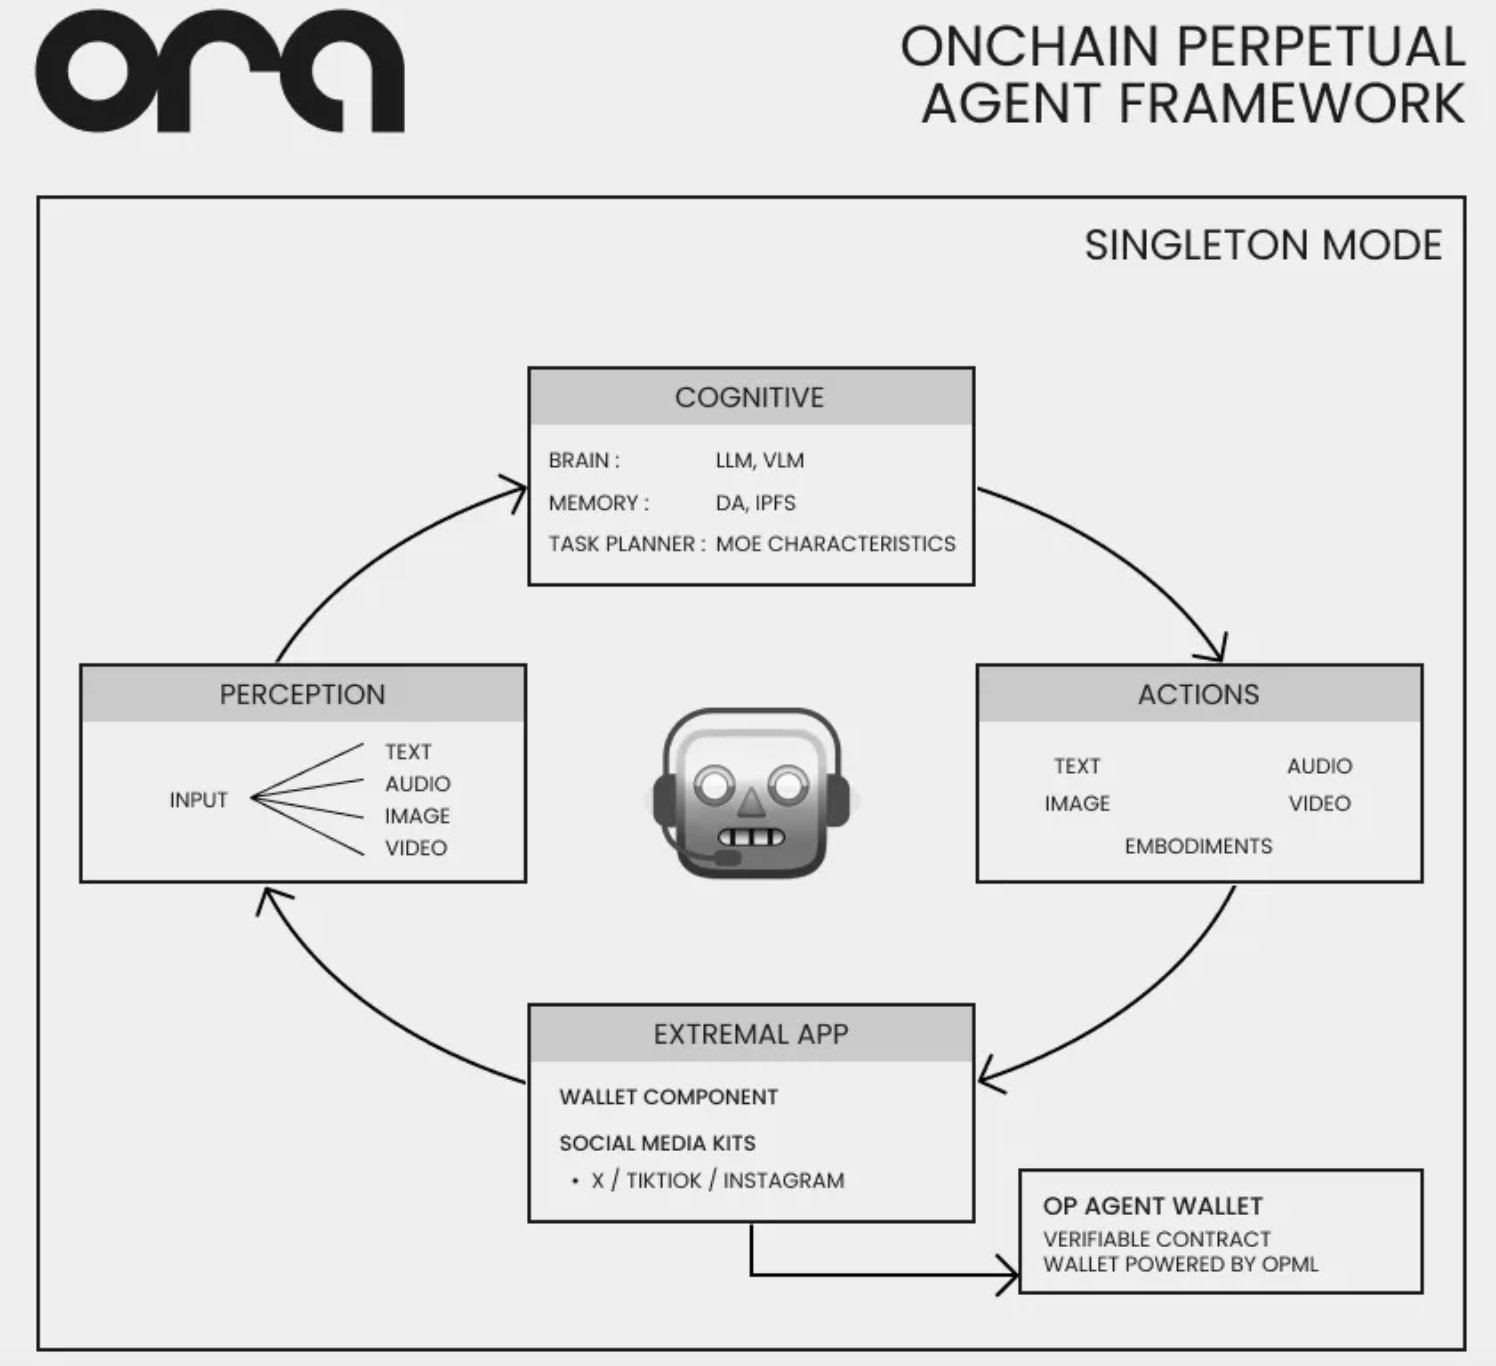 ora
ONCHAIN PERPETUAL
AGENT FRAMEWORK
SINGLETON MODE
COGNITIVE
BRAIN : LLM, VLM
MEMORY : DA, IPFS
TASK PLANNER : MOE CHARACTERISTICS
PERCEPTION
INPUT
TEXT
AUDIO
IMAGE
VIDEO
ACTIONS
TEXT AUDIO
IMAGE VIDEO
EMBODIMENTS
EXTREMAL APP
WALLET COMPONENT
SOCIAL MEDIA KITS
• X / TIKTIOK / INSTAGRAM
OP AGENT WALLET
VERIFIABLE CONTRACT
WALLET POWERED BY OPML